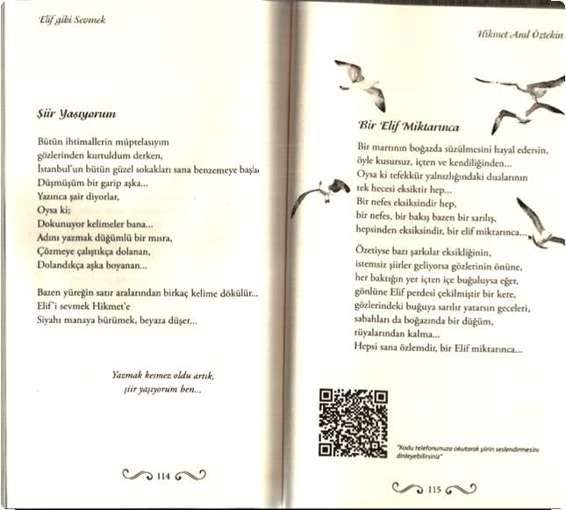 Elif gibi Sevmek
Şiir Yaşıyorum
Bütün ihtimallerin müptelasıyım
gözlerinden kurtuldum derken,
İstanbul'un bütün güzel sokakları sana benzemeye başla
Düşmüşüm bir garip aşka...
Yazınca şair diyorlar,
Oysa ki;
Dokunuyor kelimeler bana...
Adını yazmak düğümlü bir mısra,
Çözmeye çalıştıkça dolanan,
Dolandıkça aşka boyanan...
Bazen yüreğin satır aralarından birkaç kelime dökülür...
Elif'i sevmek Hikmet'e
Siyahı manaya bürümek, beyaza düşer...
Yazmak kesmez oldu artık,
şiir yaşıyorum ben...
114
Hikmet Anıl Öztekin
Bir Elif Miktarınca
Bir martının boğazda süzülmesini hayal edersin,
öyle kusursuz, içten ve kendiliğinden...
Oysa ki tefekkür yalnızlığındaki dualarının
tek hecesi eksiktir hep...
Bir nefes eksiksindir hep,
bir nefes, bir bakış bazen bir sarılış,
hepsinden eksiksindir, bir elif miktarınca...
Özetiyse bazı şarkılar eksikliğinin,
istemsiz şiirler geliyorsa gözlerinin önüne,
her baktığın yer içten içe buğuluysa eğer,
gönlüne Elif perdesi çekilmiştir bir kere,
gözlerindeki buğuya sarılır yatarsın geceleri,
sabahları da boğazında bir düğüm,
rüyalarından kalma...
Hepsi sana özlemdir, bir Elif miktarınca...
"Kodu telefonunuza okutarak şiirin seslendirmesini
dinleyebilirsiniz"
115